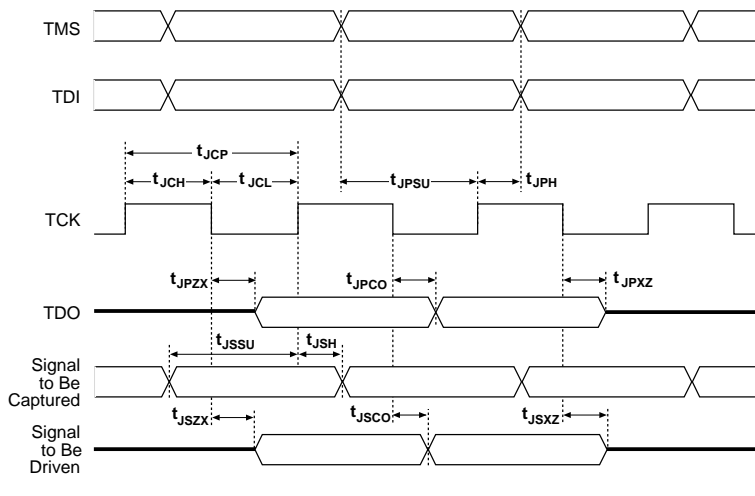 TMS
TDI
tJCP
tJCH tJCL tJPSU tJPH
TCK
tJPZX tJPCO tJPXZ
TDO
tJSSU tJSH
Signal
to Be
Captured
tJSZX tJSCO tJSXZ
Signal
to Be
Driven